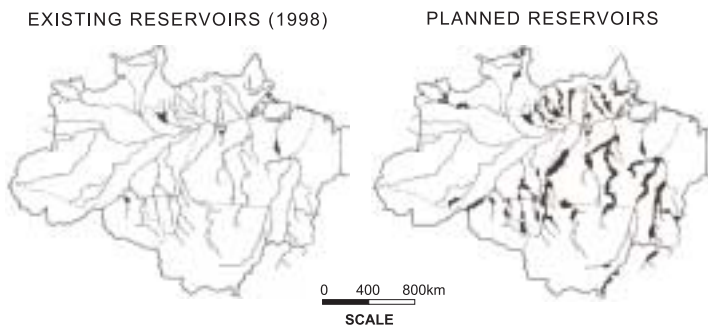 EXISTING RESERVOIRS (1998)
PLANNED RESERVOIRS
0 400 800km
SCALE